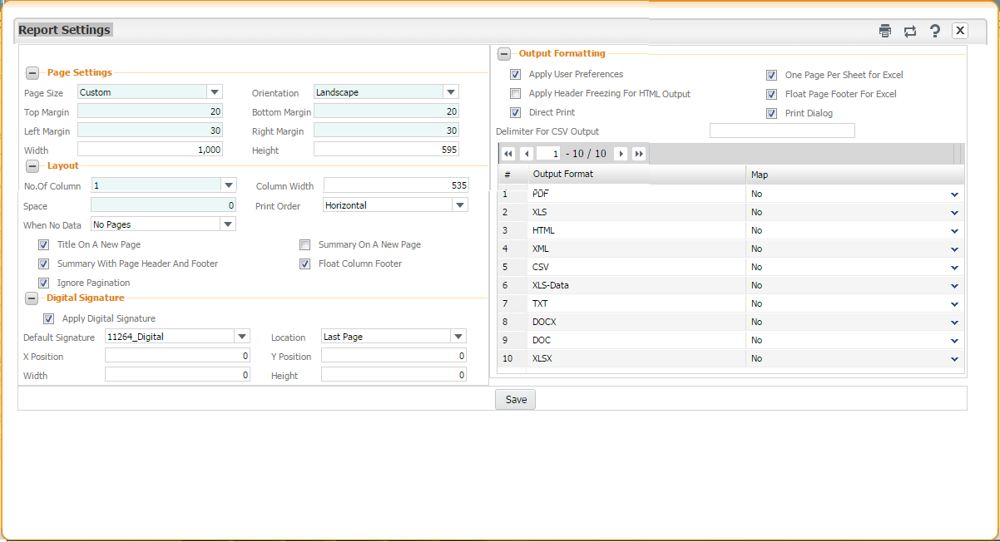 Report Settings
Page Settings
Page Size Custom Orientation Landscape
Top Margin 20 Bottom Margin 20
Left Margin 30 Right Margin 30
Width 1,000 Height 595
Layout
No.Of Column 1 Column Width 535
Space 0 Print Order Horizontal
When No Data No Pages
Title On A New Page Summary On A New Page
Summary With Page Header And Footer Float Column Footer
Ignore Pagination
Digital Signature
Apply Digital Signature
Default Signature 11264_Digital Location Last Page
X Position 0 Y Position 0
Width 0 Height 0
Output Formatting
Apply User Preferences One Page Per Sheet for Excel
Apply Header Freezing For HTML Output Float Page Footer For Excel
Direct Print Print Dialog
Delimiter For CSV Output
1 - 10 / 10
# Output Format Map
1 PDF No
2 XLS No
3 HTML No
4 XML No
5 CSV No
6 XLS-Data No
7 TXT No
8 DOCX No
9 DOC No
10 XLSX No
Save